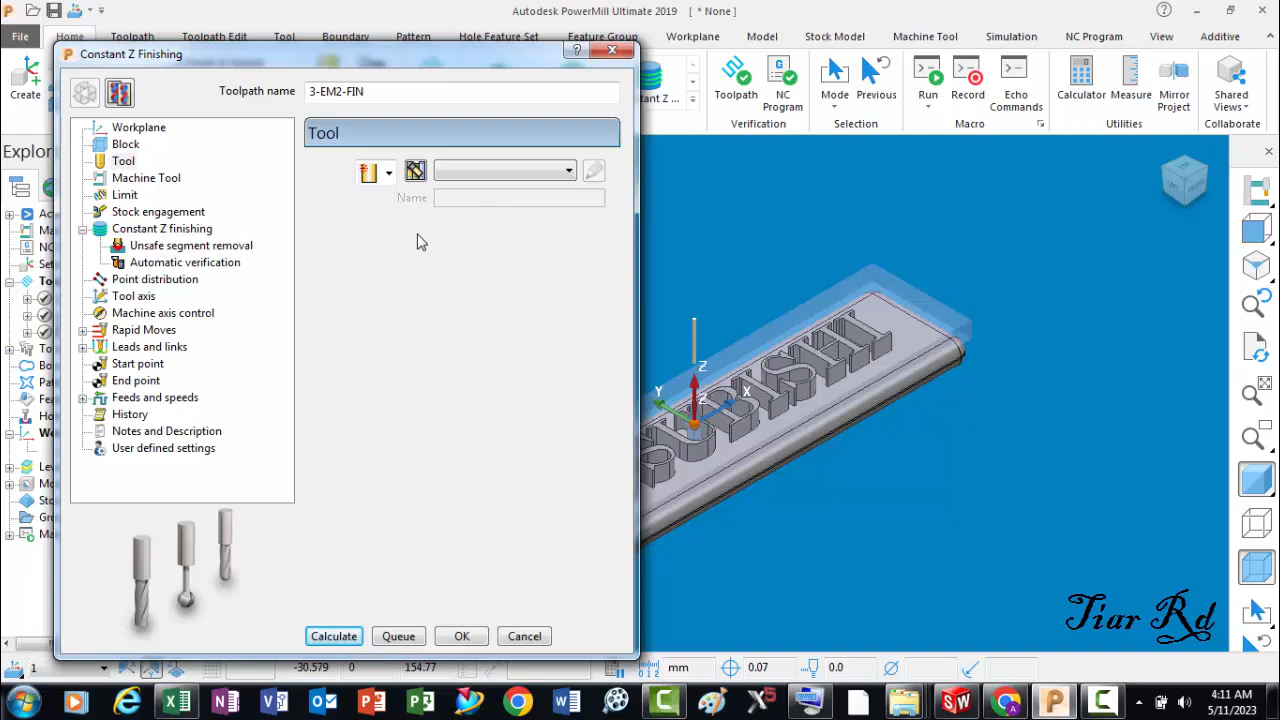 Autodesk PowerMill Ultimate 2019 [ * None ]
File
Home
Toolpath
Toolpath Edit
Tool
Boundary
Pattern
Hole Feature Set
Feature Group
Workplane
Model
Stock Model
Machine Tool
Simulation
NC Program
View
Additive
Create
Z ...
Toolpath
NC
Program
Mode
Previous
Run
Record
Echo
Commands
Calculator
Measure
Mirror
Project
Shared
Views
Verification
Selection
Macro
Utilities
Collaborate
Constant Z Finishing
Toolpath name
3-EM2-FIN
Workplane
Block
Tool
Machine Tool
Limit
Stock engagement
Constant Z finishing
Unsafe segment removal
Automatic verification
Point distribution
Tool axis
Machine axis control
Rapid Moves
Leads and links
Start point
End point
Feeds and speeds
History
Notes and Description
User defined settings
Tool
Name
Calculate
Queue
OK
Cancel
Z
Z
Y
X
Tiar Rd
1
-30.579
0
154.77
mm
0.07
0.0
4:11 AM
5/11/2023